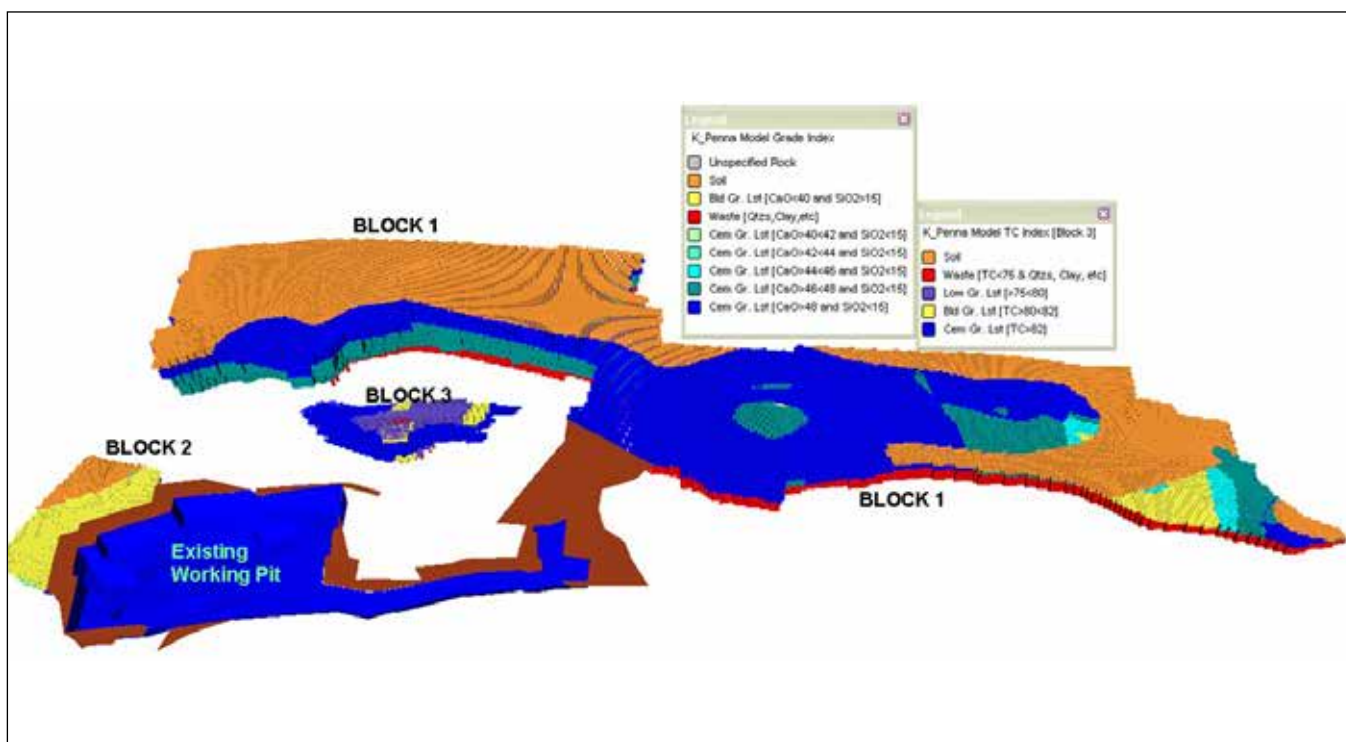 Legend
K_Penna Model Grade Index
Unspecified Rock
Soil
Bld Gr. Lst [CaO<40 and SiO2>15]
Waste [Qtzs,Clay,etc]
Cem Gr. Lst [CaO>40<42 and SiO2<15]
Cem Gr. Lst [CaO>42<44 and SiO2<15]
Cem Gr. Lst [CaO>44<46 and SiO2<15]
Cem Gr. Lst [CaO>46<48 and SiO2<15]
Cem Gr. Lst [CaO>48 and SiO2<15]
Legend
K_Penna Model TC Index [Block 3]
Soil
Waste [TC<75 & Qtzs, Clay, etc]
Low Gr. Lst [>75<80]
Bld Gr. Lst [TC>80<82]
Cem Gr. Lst [TC>82]
BLOCK 1
BLOCK 3
BLOCK 2
BLOCK 1
Existing
Working Pit